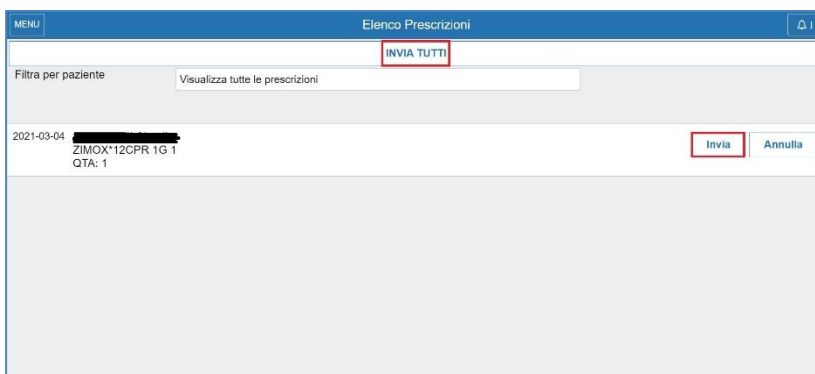 MENU
Elenco Prescrizioni
INVIA TUTTI
Filtra per paziente
Visualizza tutte le prescrizioni
2021-03-04
ZIMOX*12CPR 1G 1
QTA: 1
Invia
Annulla